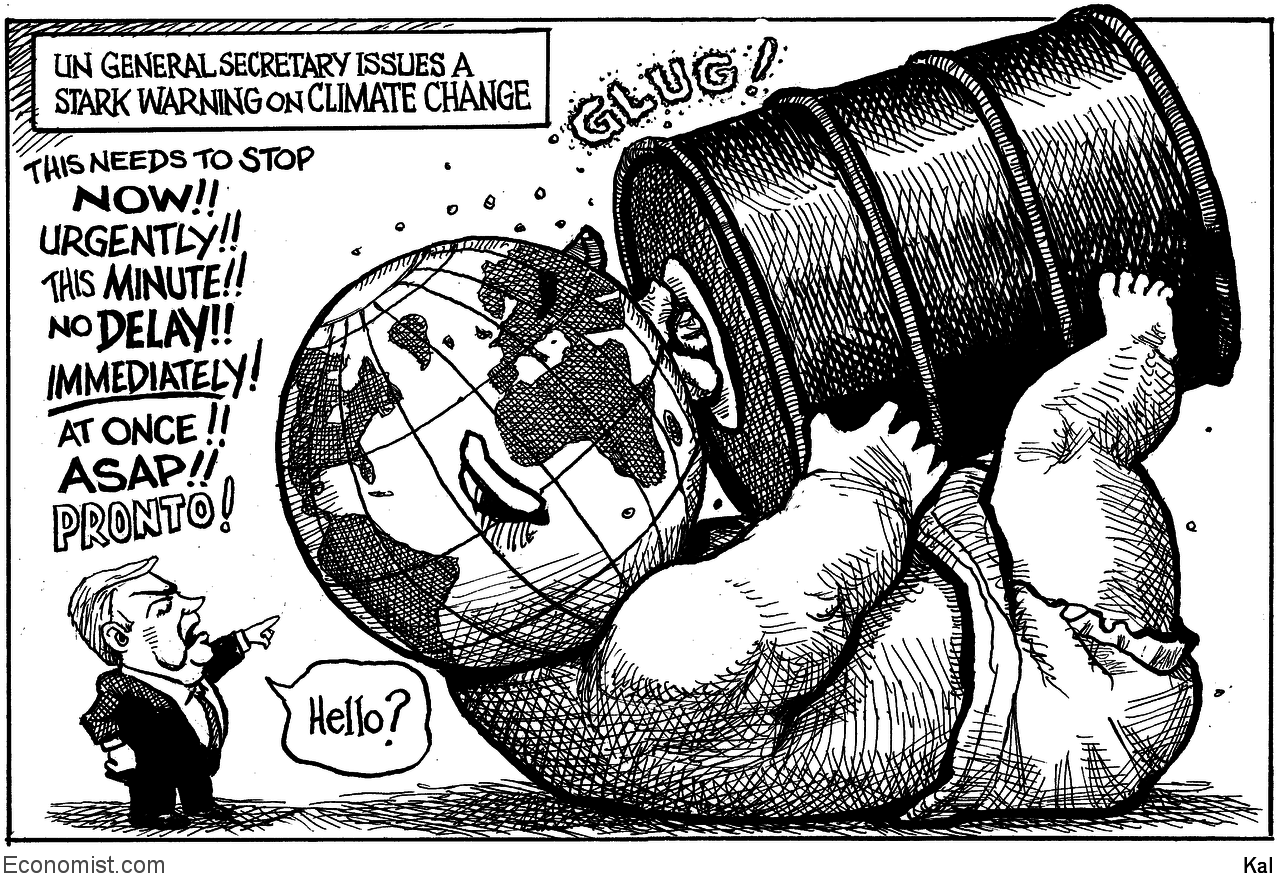 UN GENERAL SECRETARY ISSUES A
STARK WARNING ON CLIMATE CHANGE
GLUG!
THIS NEEDS TO STOP
NOW!!
URGENTLY!!
THIS MINUTE!!
NO DELAY!!
IMMEDIATELY!
AT ONCE!!
ASAP!!
PRONTO!
Hello?
Economist.com
Kal